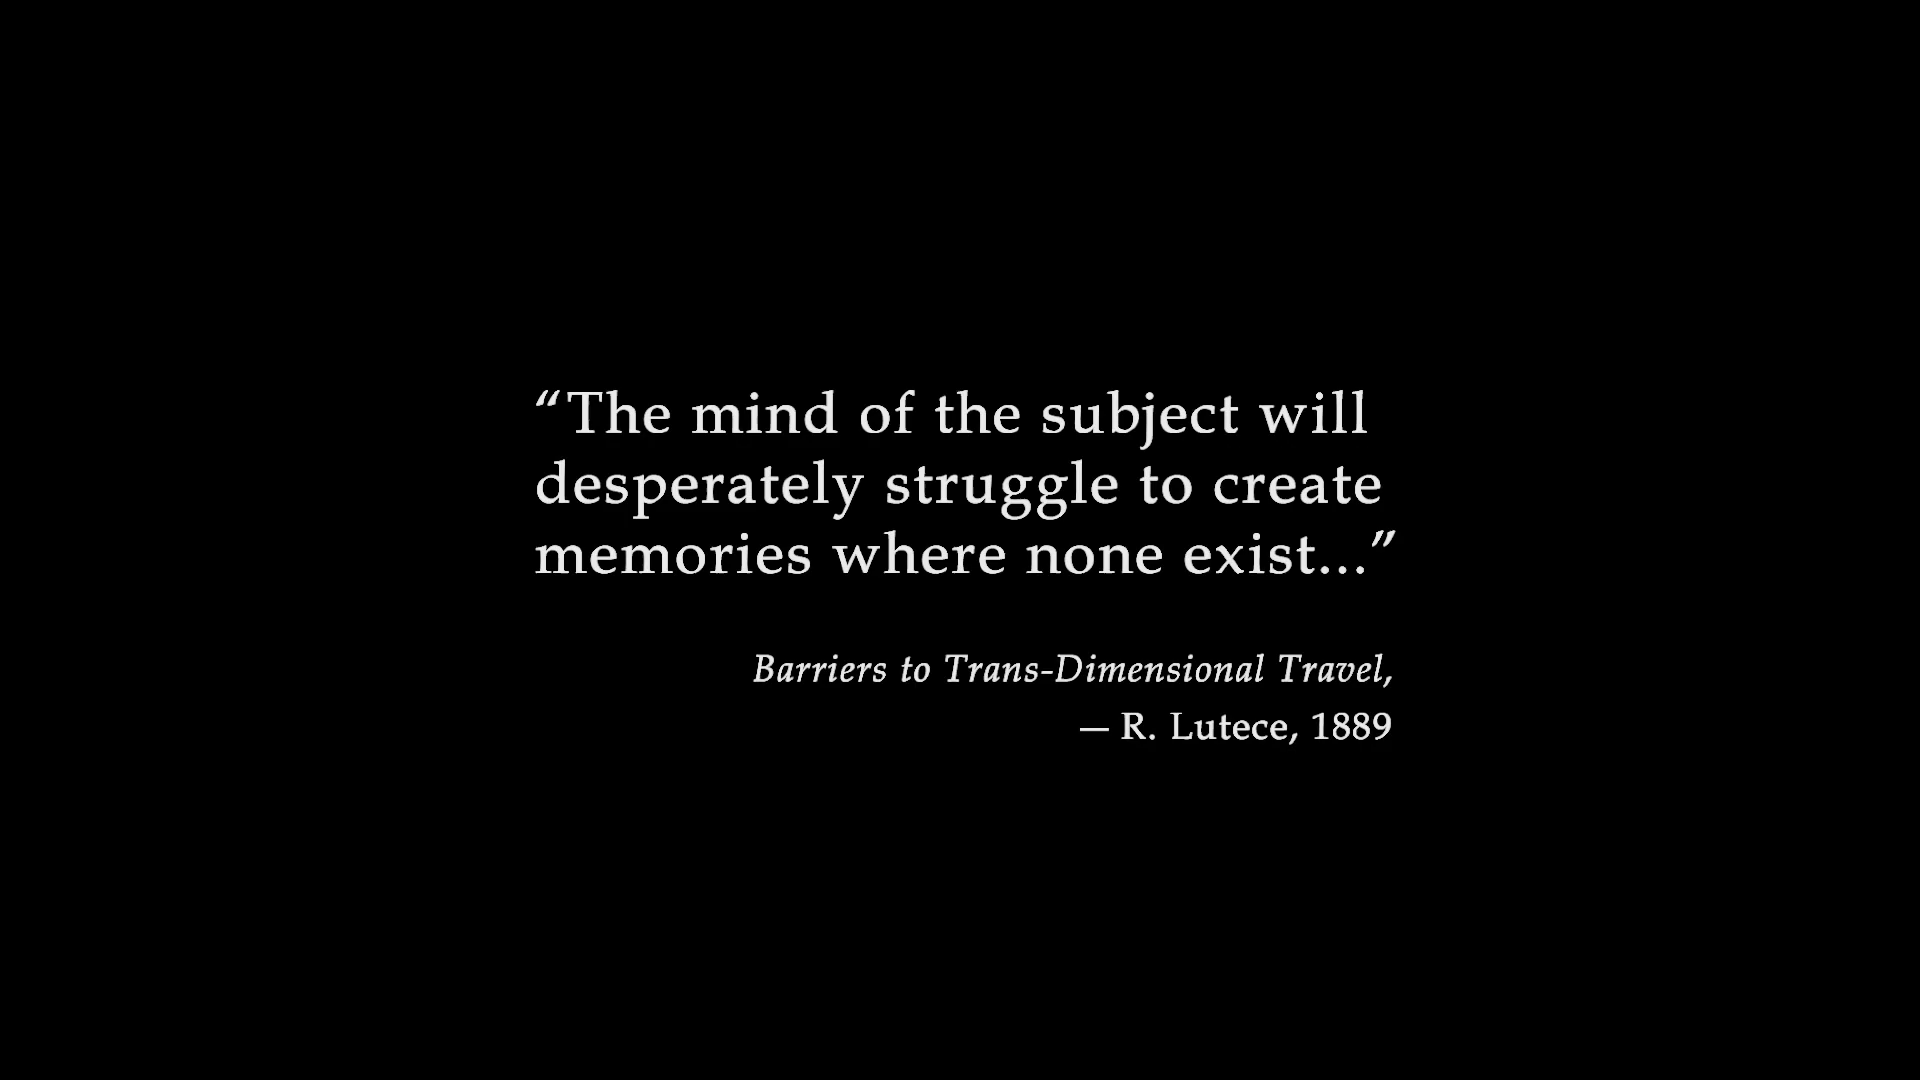 “The mind of the subject will
desperately struggle to create
memories where none exist...”
Barriers to Trans-Dimensional Travel,
— R. Lutece, 1889